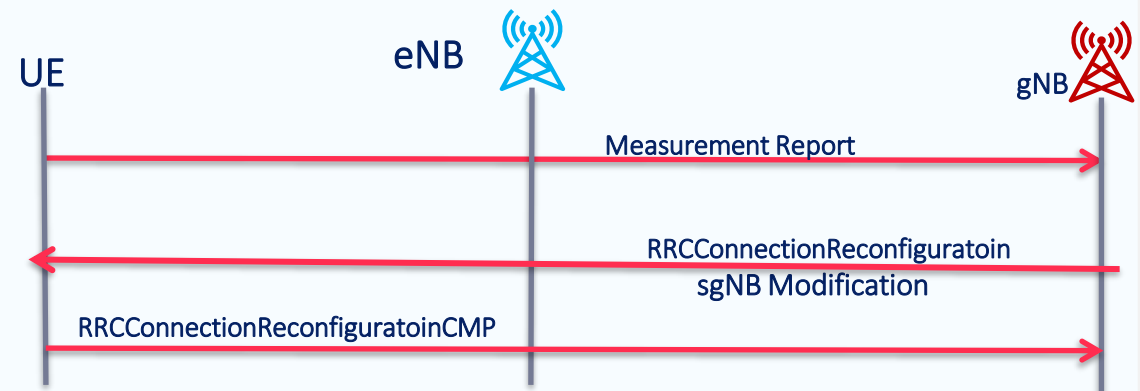 UE
eNB
gNB
Measurement Report
RRCConnectionReconfiguratoin
sgNB Modification
RRCConnectionReconfiguratoinCMP